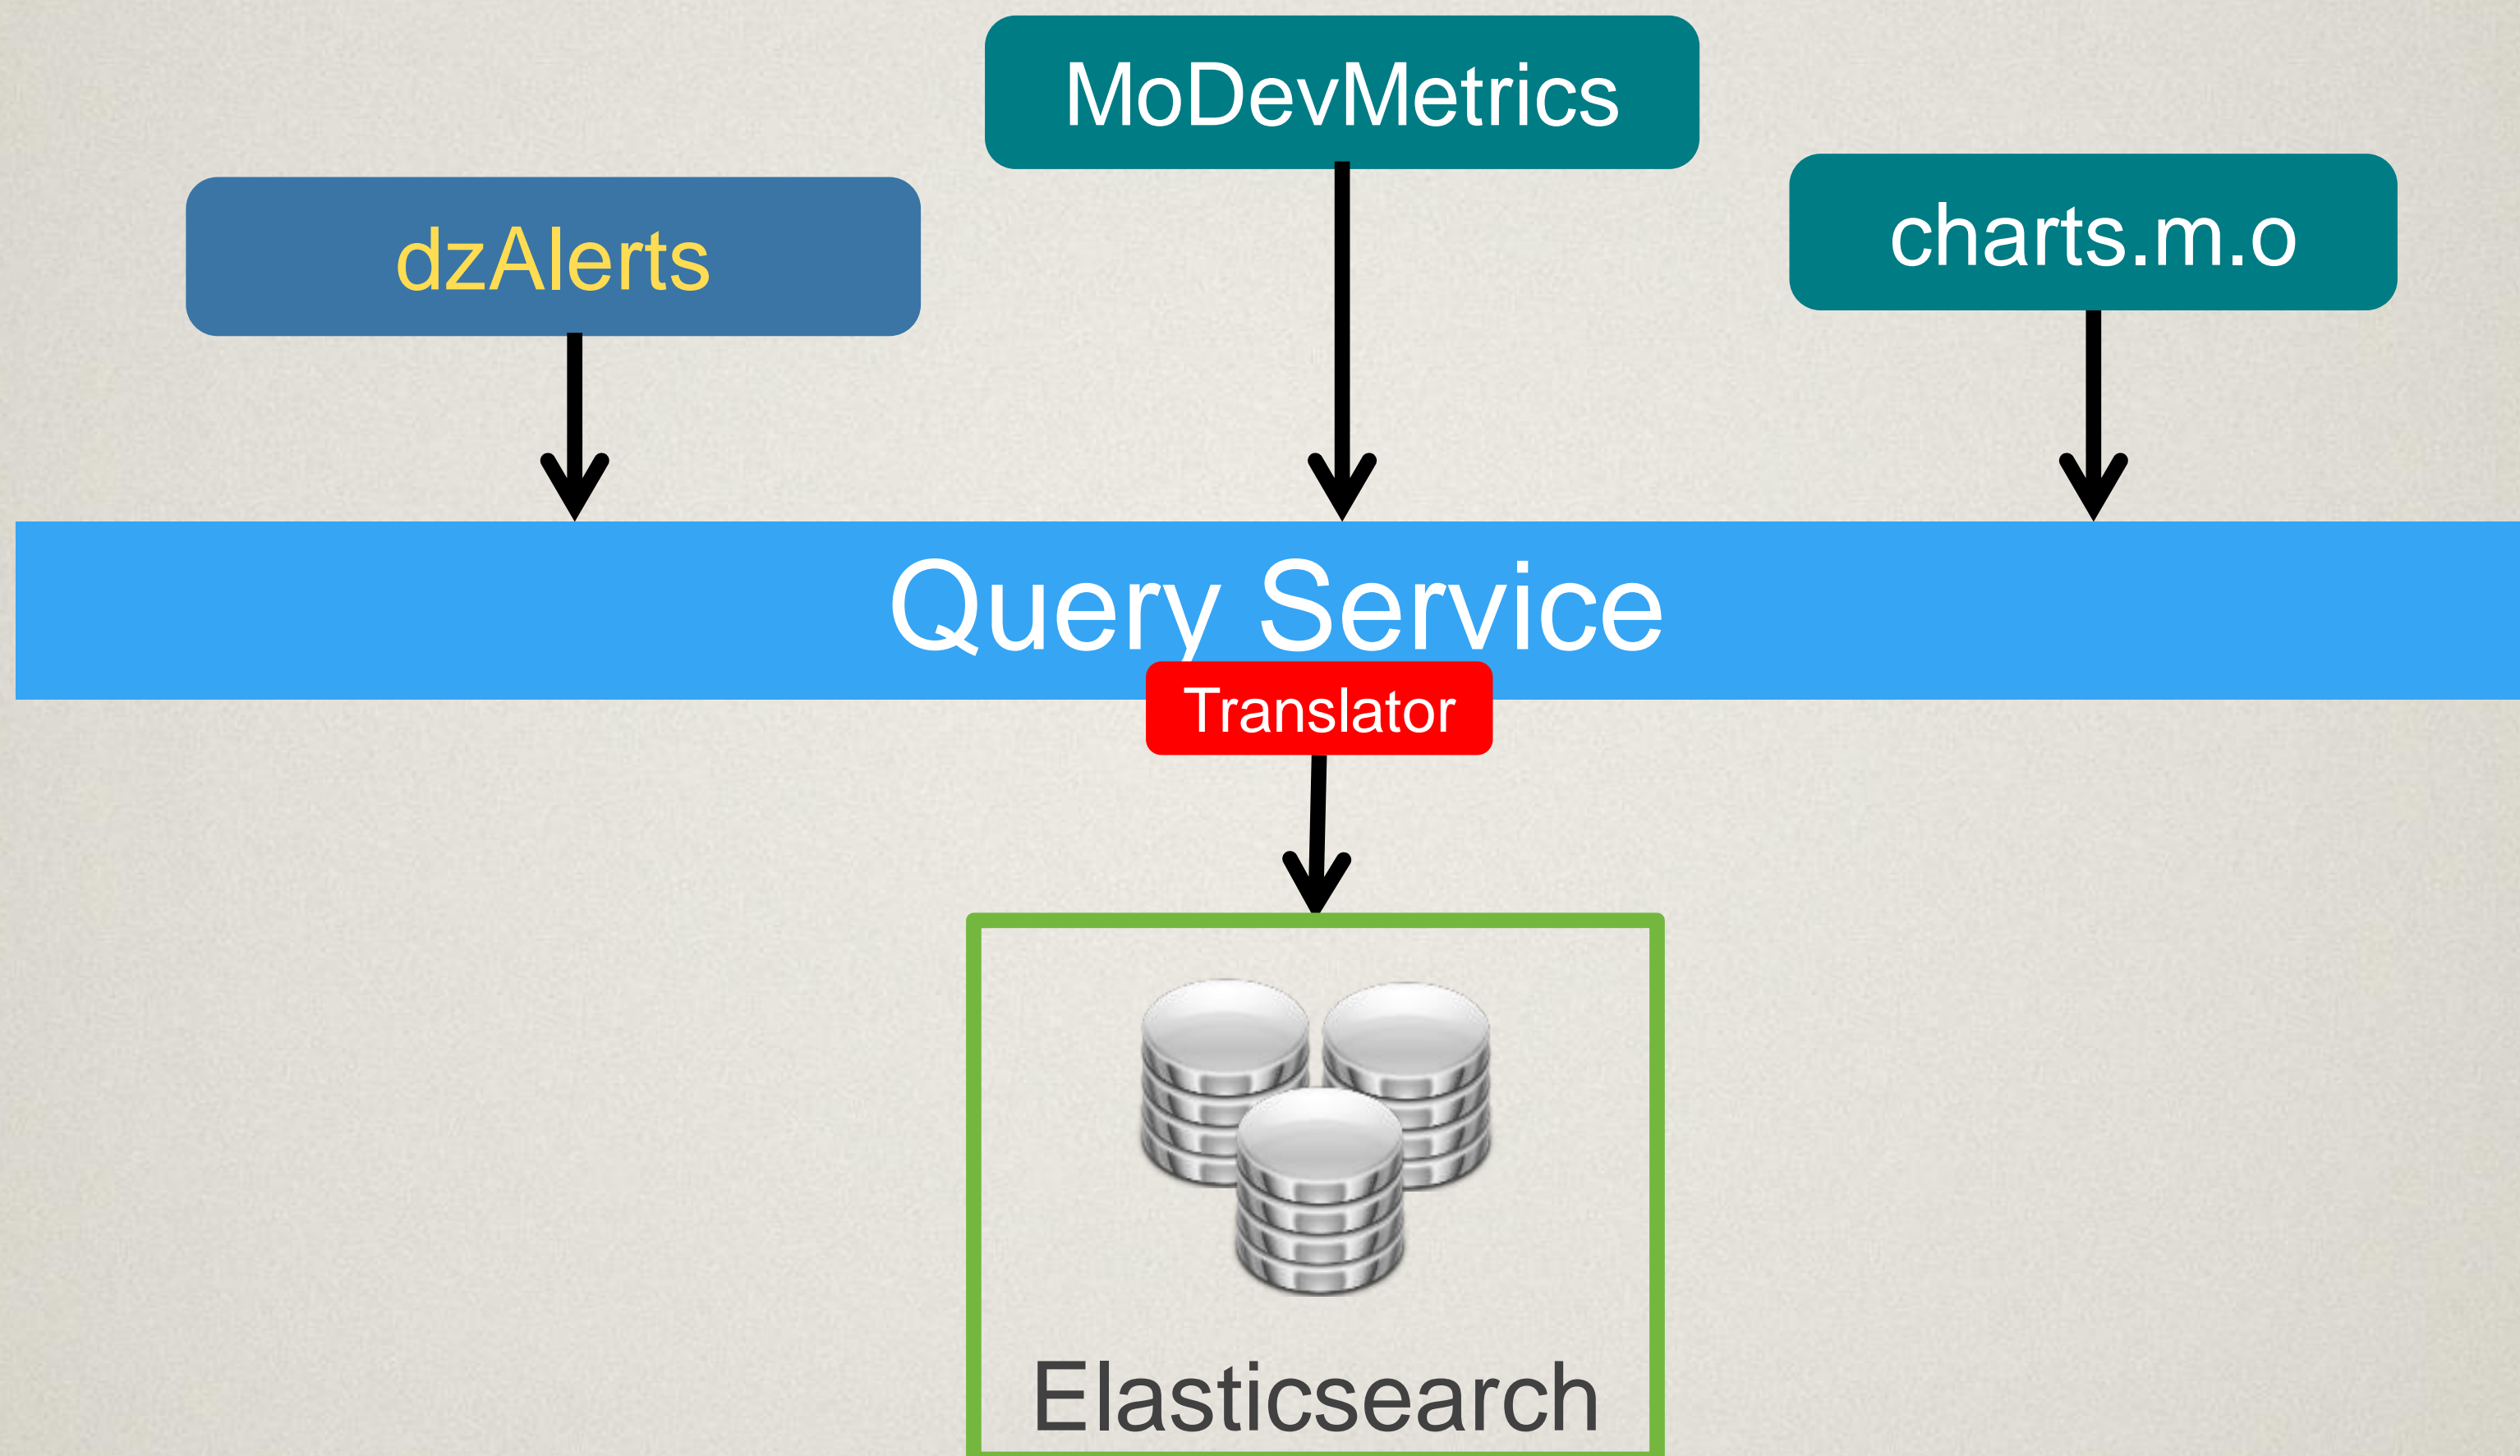 MoDevMetrics
dzAlerts
charts.m.o
Query Service
Translator
Elasticsearch